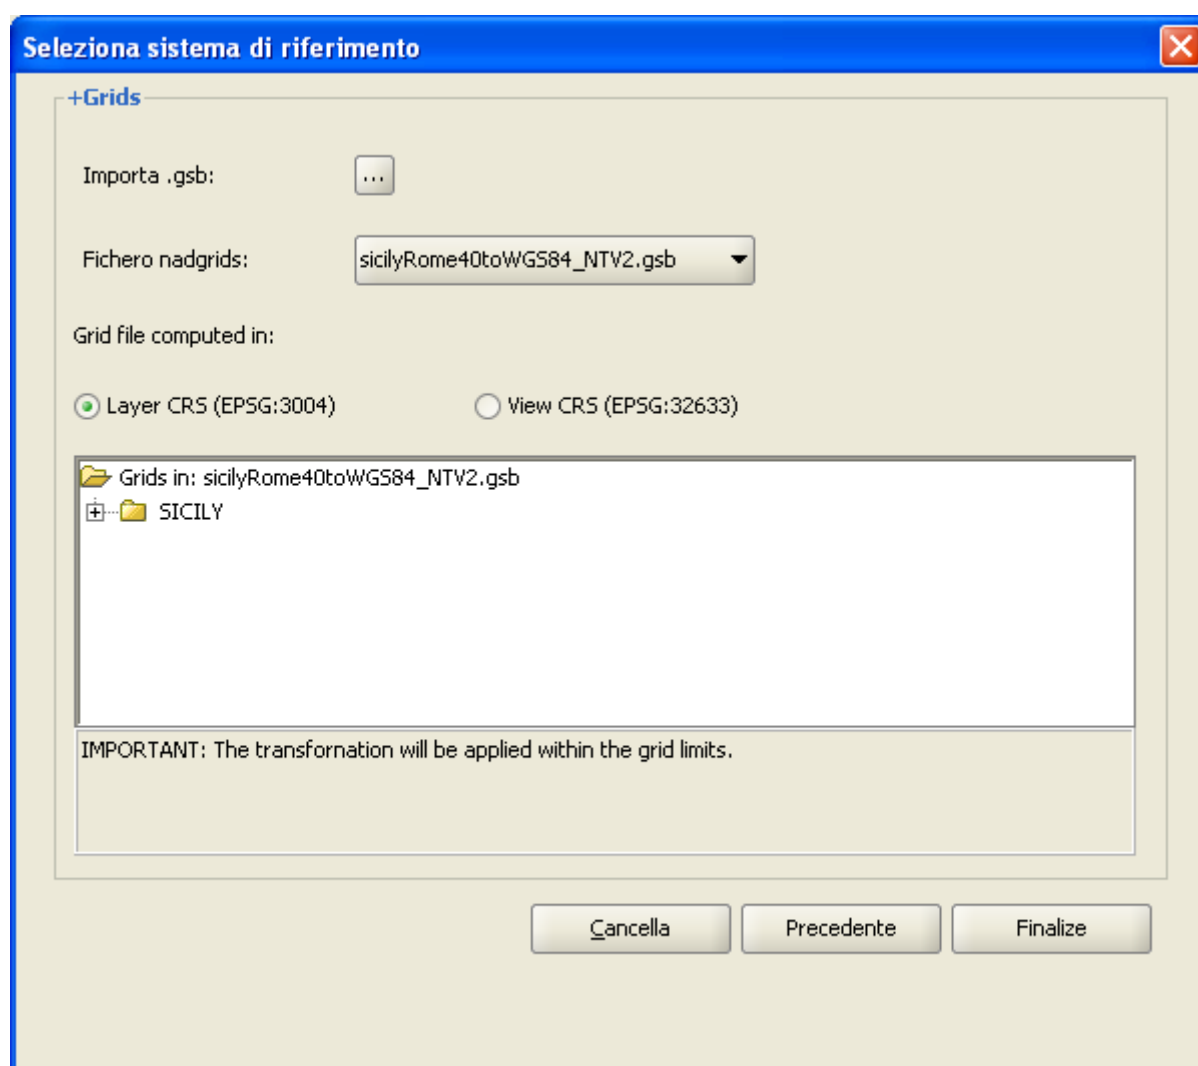 Seleziona sistema di riferimento
+Grids
Importa .gsb:
...
Fichero nadgrids:
sicilyRome40toWGS84_NTV2.gsb
Grid file computed in:
Layer CRS (EPSG:3004)
View CRS (EPSG:32633)
Grids in: sicilyRome40toWGS84_NTV2.gsb
SICILY
IMPORTANT: The transfornation will be applied within the grid limits.
Cancella
Precedente
Finalize